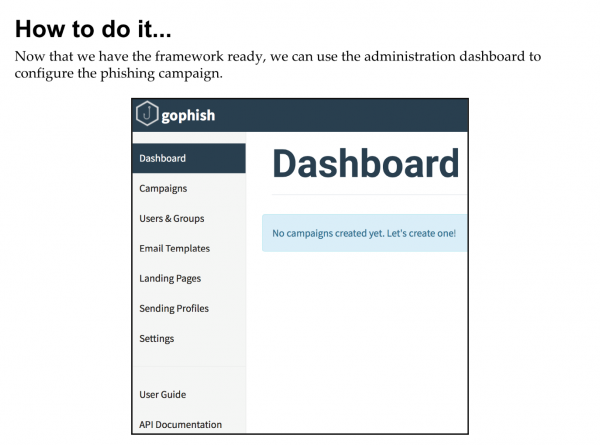 How to do it...
Now that we have the framework ready, we can use the administration dashboard to
configure the phishing campaign.
gophish
Dashboard
Campaigns
Users & Groups
Email Templates
Landing Pages
Sending Profiles
Settings
User Guide
API Documentation
Dashboard
No campaigns created yet. Let's create one!